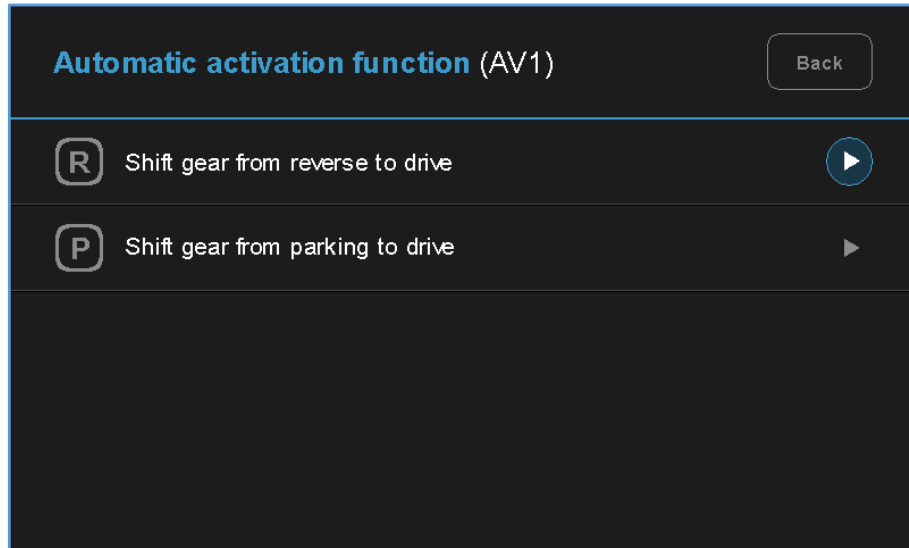 Automatic activation function (AV1)
Back
R Shift gear from reverse to drive
P Shift gear from parking to drive